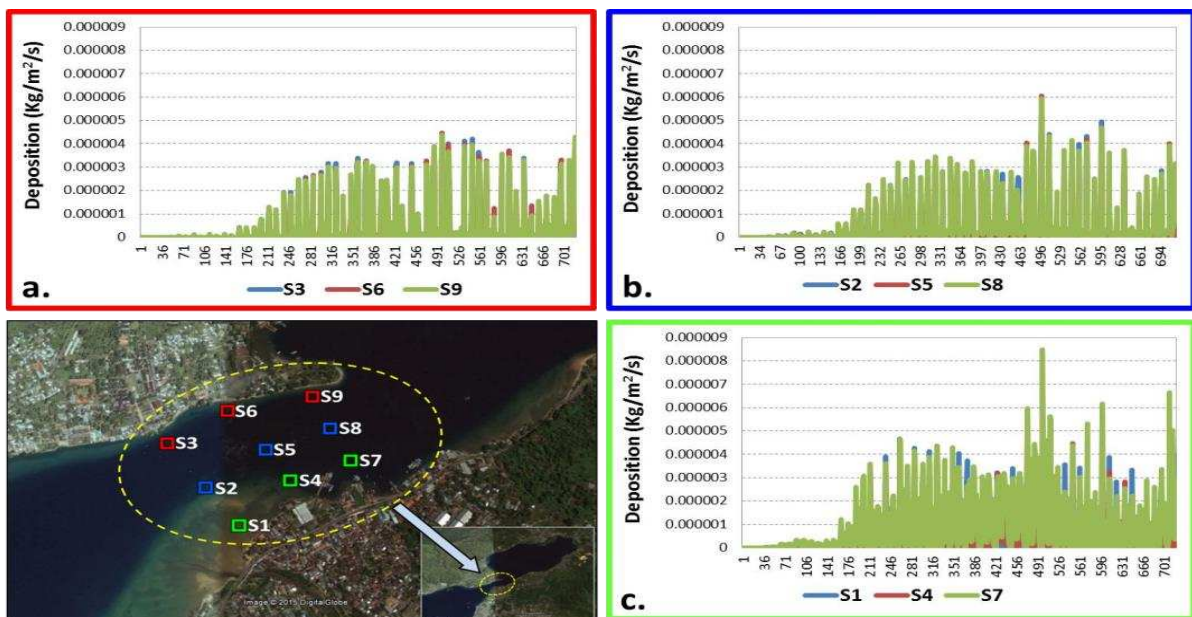 Deposition (Kg/m²/s)
0.000009
0.000008
0.000007
0.000006
0.000005
0.000004
0.000003
0.000002
0.000001
0
1 36 71 106 141 176 211 246 281 316 351 386 421 456 491 526 561 596 631 666 701
S3 S6 S9
a.
Deposition (Kg/m²/s)
0.000009
0.000008
0.000007
0.000006
0.000005
0.000004
0.000003
0.000002
0.000001
0
1 34 67 100 133 166 199 232 265 298 331 364 397 430 463 496 529 562 595 628 661 694
S2 S5 S8
b.
S9
S6
S8
S3
S5
S7
S4
S2
S1
Image © 2015 DigitalGlobe
Deposition (Kg/m²/s)
0.000009
0.000008
0.000007
0.000006
0.000005
0.000004
0.000003
0.000002
0.000001
0
1 36 71 106 141 176 211 246 281 316 351 386 421 456 491 526 561 596 631 666 701
S1 S4 S7
c.